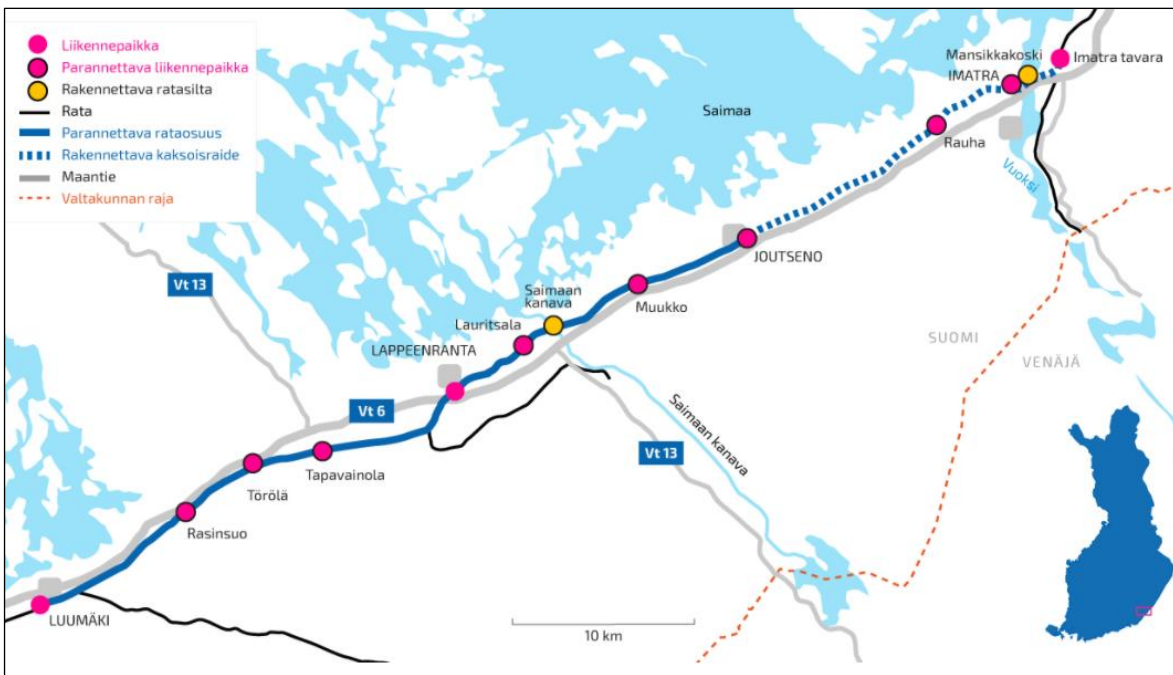 Liikennepaikka
Parannettava liikennepaikka
Rakennettava ratasilta
Rata
Parannettava rataosuus
Rakennettava kaksoisraide
Maantie
Valtakunnan raja
Mansikkakoski
IMATRA
Imatra tavara
Saimaa
Rauha
Vuoksi
JOUTSENO
Vt 13
Saimaan
kanava
Muukko
Lauritsala
LAPPEENRANTA
SUOMI
VENÄJÄ
Vt 6
Saimaan kanava
Vt 13
Tapavainola
Törölä
Rasinsuo
LUUMÄKI
10 km